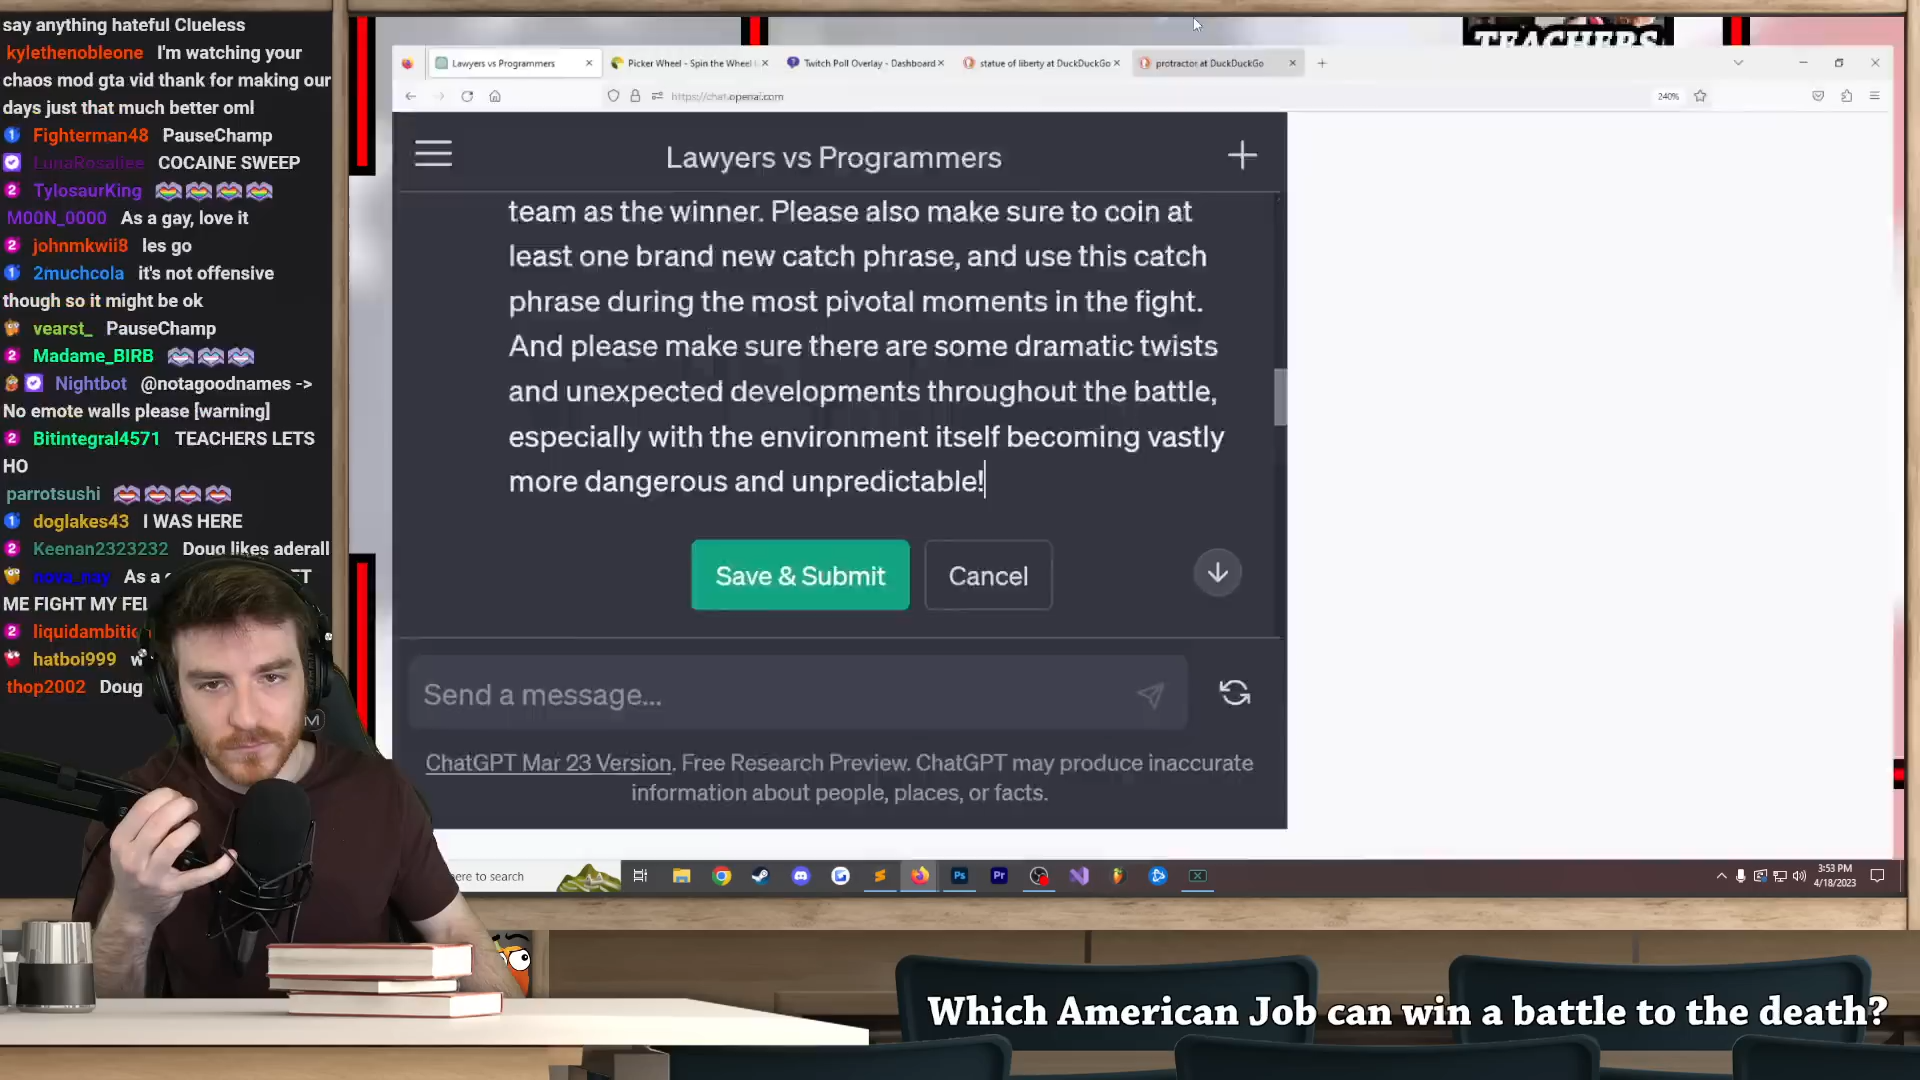 say anything hateful Clueless
kylethenobleone I'm watching your
chaos mod gta vid thank for making our
days just that much better oml
Fighterman48 PauseChamp
LunaRosaliee COCAINE SWEEP
TylosaurKing
M00N_0000 As a gay, love it
johnmkwii8 les go
2muchcola it's not offensive
though so it might be ok
vearst_ PauseChamp
Madame_BIRB
Nightbot @notagoodnames ->
No emote walls please [warning]
Bitintegral4571 TEACHERS LETS
HO
parrotsushi
doglakes43 I WAS HERE
Keenan2323232 Doug likes aderall
nova_nay As a
ET
ME FIGHT MY FEL
liquidambitio
hatboi999 w
thop2002 Doug
TEACHERS
Lawyers vs Programmers
Picker Wheel - Spin the Wheel
Twitch Poll Overlay - Dashboard
statue of liberty at DuckDuckGo
protractor at DuckDuckGo
https://chat.openai.com
240%
Lawyers vs Programmers
team as the winner. Please also make sure to coin at
least one brand new catch phrase, and use this catch
phrase during the most pivotal moments in the fight.
And please make sure there are some dramatic twists
and unexpected developments throughout the battle,
especially with the environment itself becoming vastly
more dangerous and unpredictable!
Save & Submit
Cancel
Send a message...
ChatGPT Mar 23 Version. Free Research Preview. ChatGPT may produce inaccurate
information about people, places, or facts.
ere to search
Ps
Pr
3:53 PM
4/18/2023
Which American Job can win a battle to the death?